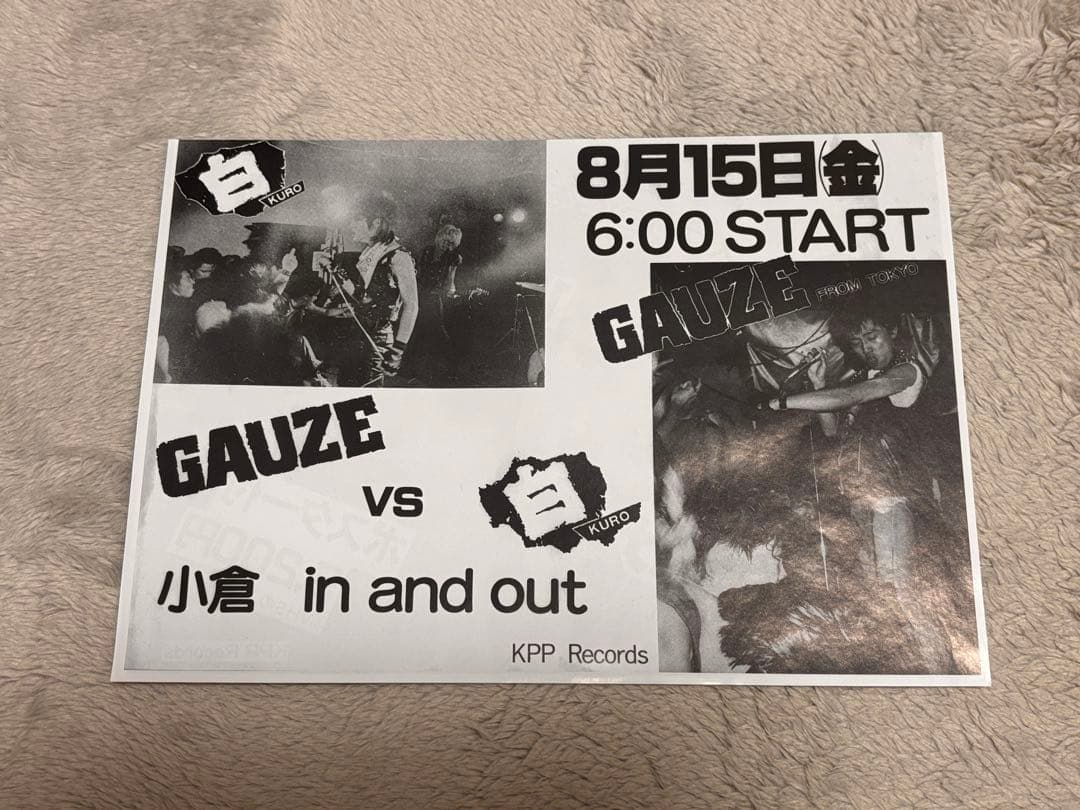 白
KURO
8月15日(金)
6:00 START
GAUZE FROM TOKYO
GAUZE
vs
白
KURO
小倉 in and out
KPP Records